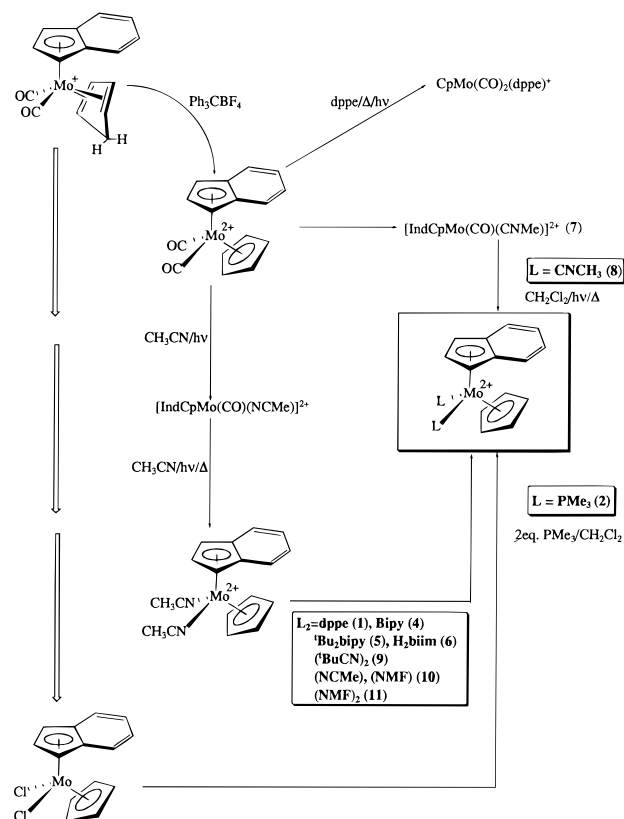 Mo+
OC
OC
H H
Ph₃CBF₄
dppe/Δ/hν
CpMo(CO)₂(dppe)⁺
Mo2+
OC
OC
[IndCpMo(CO)(CNMe)]²⁺ (7)
L = CNCH₃ (8)
CH₂Cl₂/hν/Δ
CH₃CN/hν
Mo2+
L
L
[IndCpMo(CO)(NCMe)]²⁺
CH₃CN/hν/Δ
L = PMe₃ (2)
2eq. PMe₃/CH₂Cl₂
Mo2+
CH₃CN
CH₃CN
L₂=dppe (1), Bipy (4)
ᵗBu₂bipy (5), H₂biim (6)
(ᵗBuCN)₂ (9)
(NCMe), (NMF) (10)
(NMF)₂ (11)
Mo
Cl
Cl